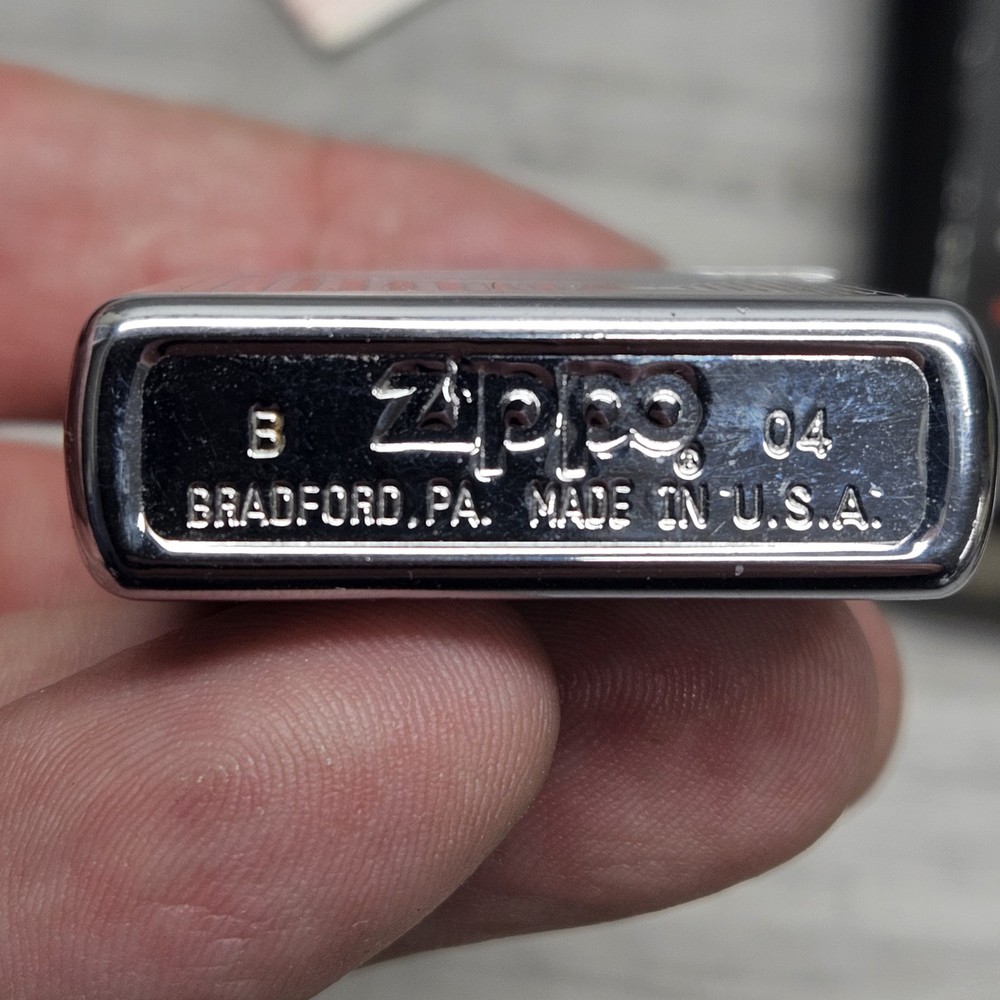 B Zippo® 04
BRADFORD, PA. MADE IN U.S.A.